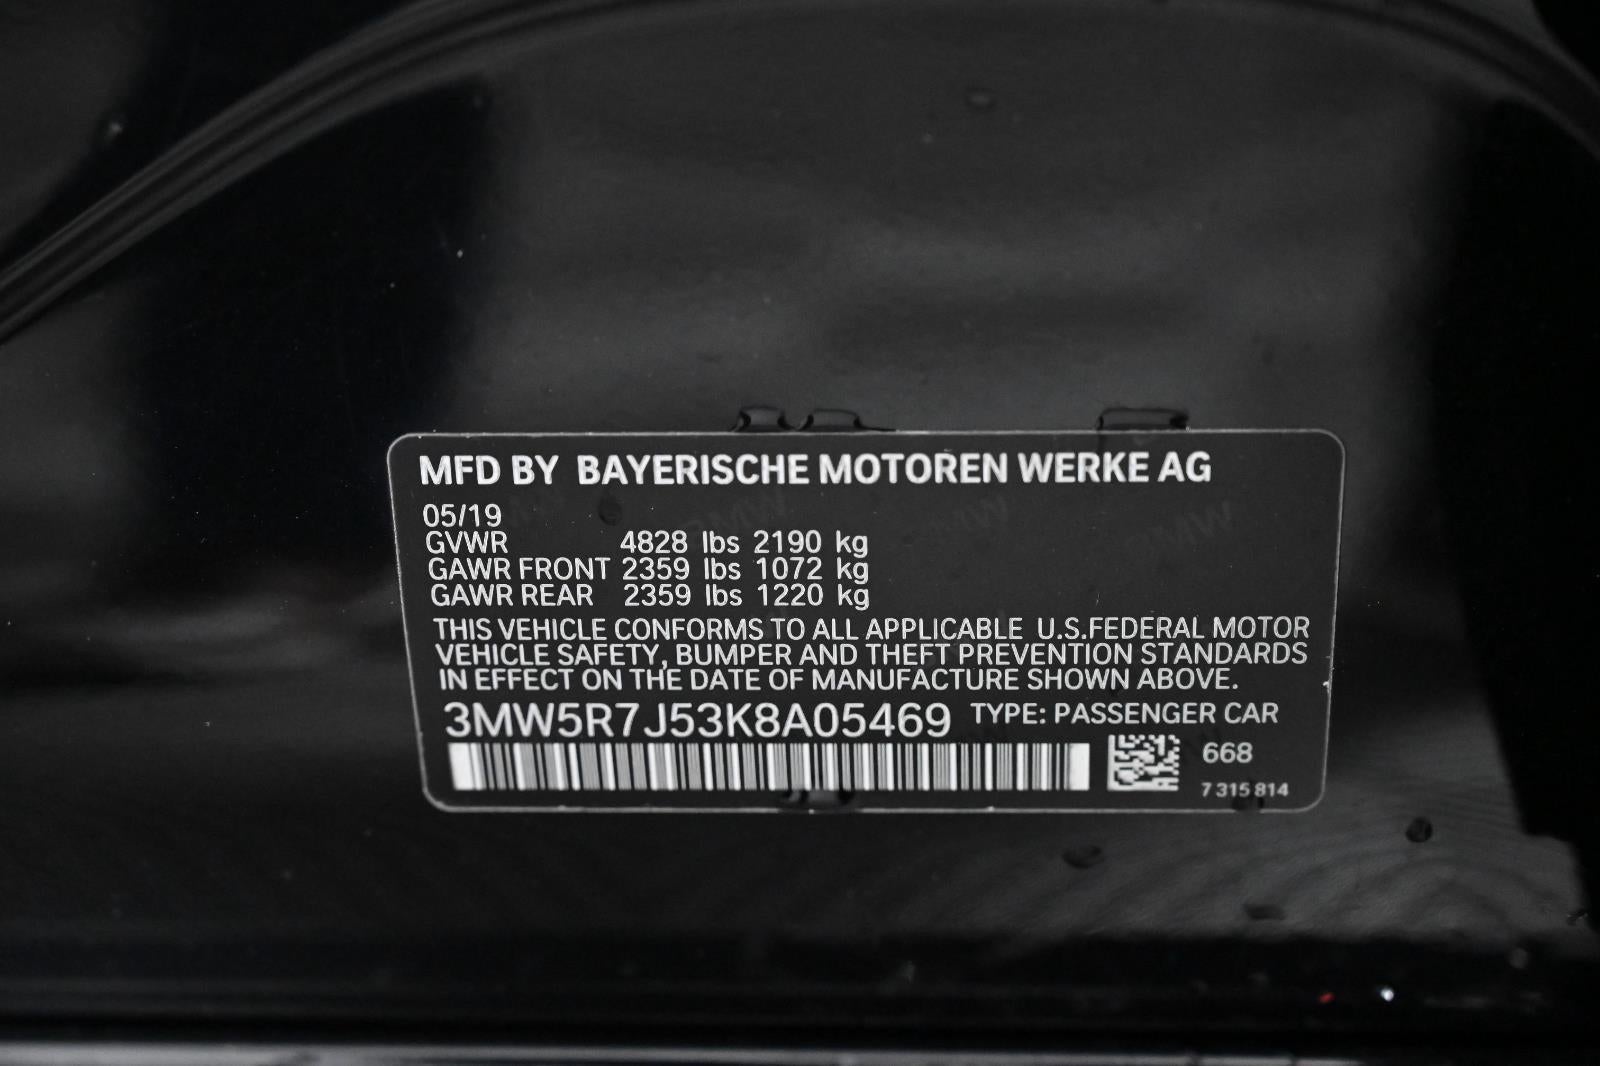 MFD BY BAYERISCHE MOTOREN WERKE AG
05/19
GVWR 4828 lbs 2190 kg
GAWR FRONT 2359 lbs 1072 kg
GAWR REAR 2359 lbs 1220 kg
THIS VEHICLE CONFORMS TO ALL APPLICABLE U.S.FEDERAL MOTOR
VEHICLE SAFETY, BUMPER AND THEFT PREVENTION STANDARDS
IN EFFECT ON THE DATE OF MANUFACTURE SHOWN ABOVE.
3MW5R7J53K8A05469 TYPE: PASSENGER CAR
668
7 315 814